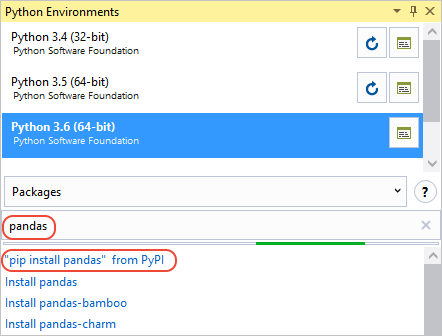 Python Environments
Python 3.4 (32-bit)
Python Software Foundation
Python 3.5 (64-bit)
Python Software Foundation
Python 3.6 (64-bit)
Python Software Foundation
Packages
?
pandas
"pip install pandas" from PyPI
Install pandas
Install pandas-bamboo
Install pandas-charm